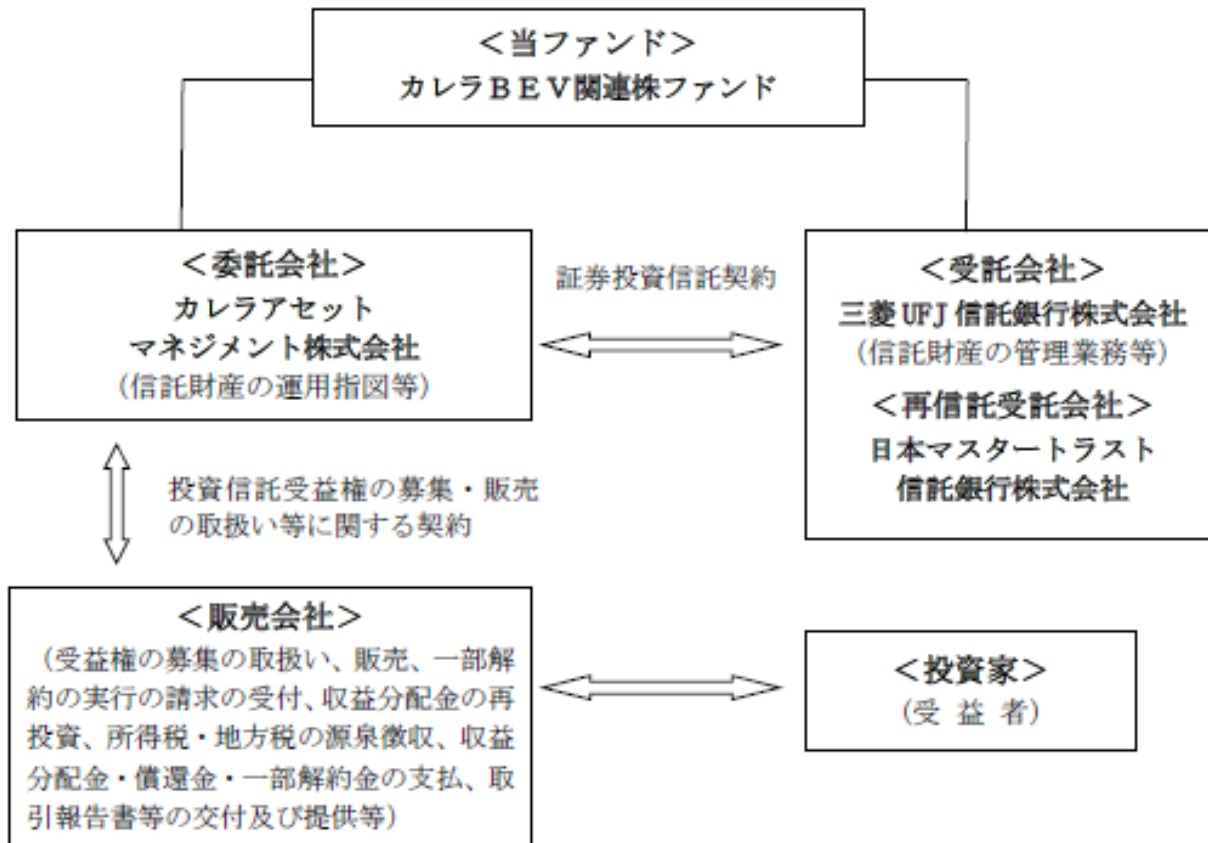 ＜当ファンド＞
カレラＢＥＶ関連株ファンド
＜委託会社＞
カレラアセット
マネジメント株式会社
（信託財産の運用指図等）
証券投資信託契約
＜受託会社＞
三菱 UFJ 信託銀行株式会社
（信託財産の管理業務等）
＜再信託受託会社＞
日本マスタートラスト
信託銀行株式会社
投資信託受益権の募集・販売
の取扱い等に関する契約
＜販売会社＞
（受益権の募集の取扱い、販売、一部解
約の実行の請求の受付、収益分配金の再
投資、所得税・地方税の源泉徴収、収益
分配金・償還金・一部解約金の支払、取
引報告書等の交付及び提供等）
＜投資家＞
（受 益 者）